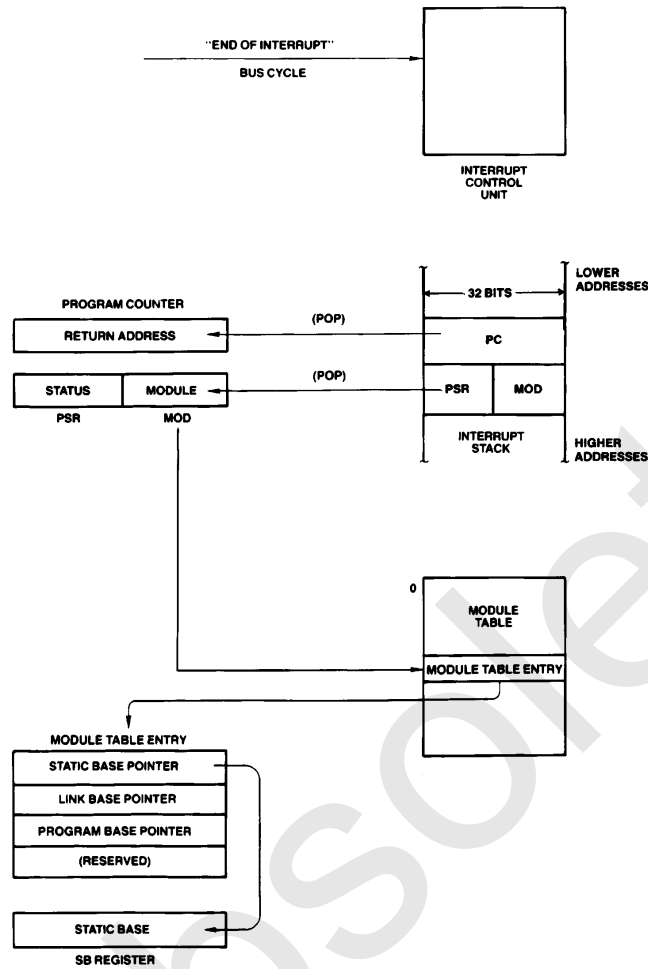 "END OF INTERRUPT"
BUS CYCLE
INTERRUPT
CONTROL
UNIT
LOWER
ADDRESSES
32 BITS
PROGRAM COUNTER
(POP)
RETURN ADDRESS
PC
(POP)
STATUS
MODULE
PSR
MOD
PSR
MOD
INTERRUPT
STACK
HIGHER
ADDRESSES
0
MODULE
TABLE
MODULE TABLE ENTRY
MODULE TABLE ENTRY
STATIC BASE POINTER
LINK BASE POINTER
PROGRAM BASE POINTER
(RESERVED)
STATIC BASE
SB REGISTER